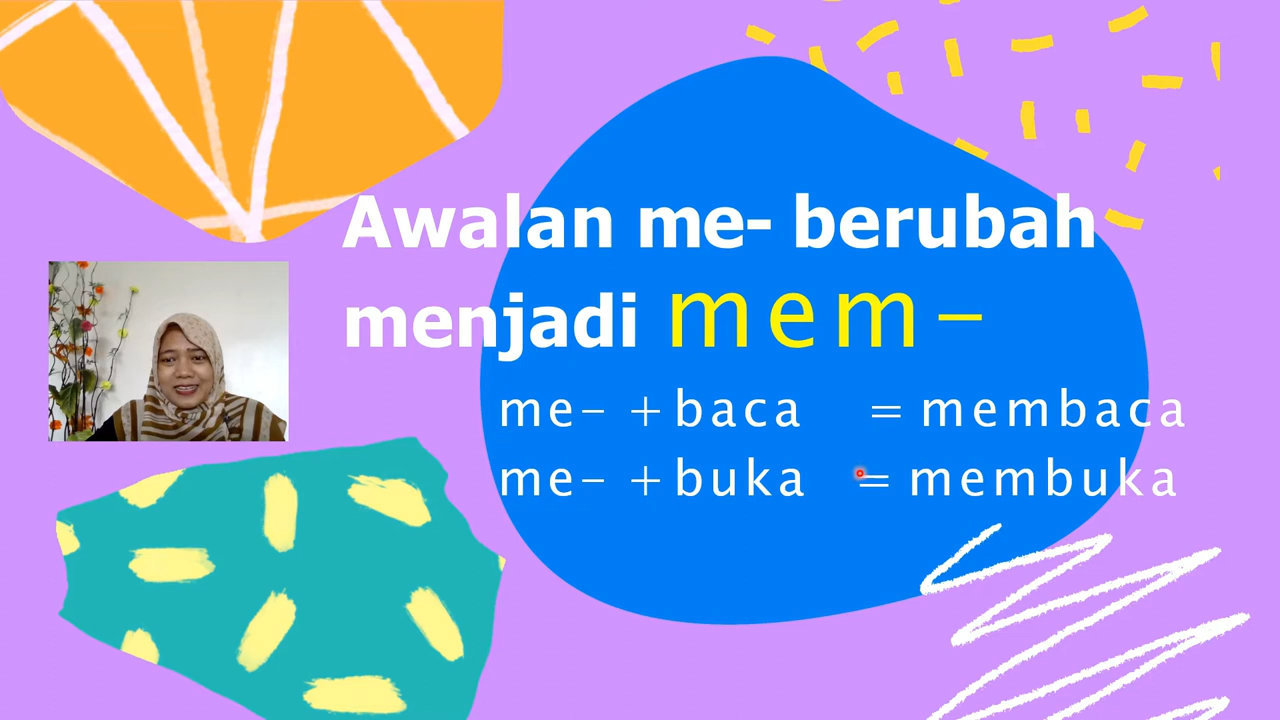 Awalan me- berubah
menjadi mem-
me- + baca = membaca
me- + buka = membuka